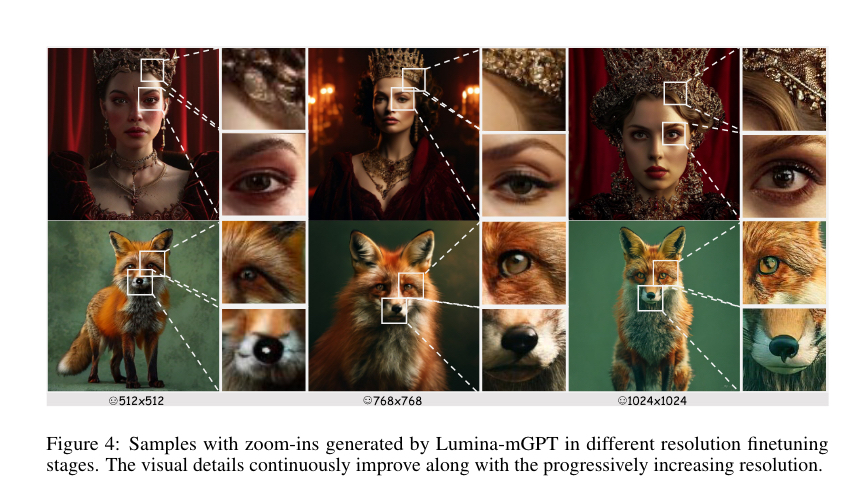 ☺512x512
☺768x768
☺1024x1024
Figure 4: Samples with zoom-ins generated by Lumina-mGPT in different resolution finetuning
stages. The visual details continuously improve along with the progressively increasing resolution.